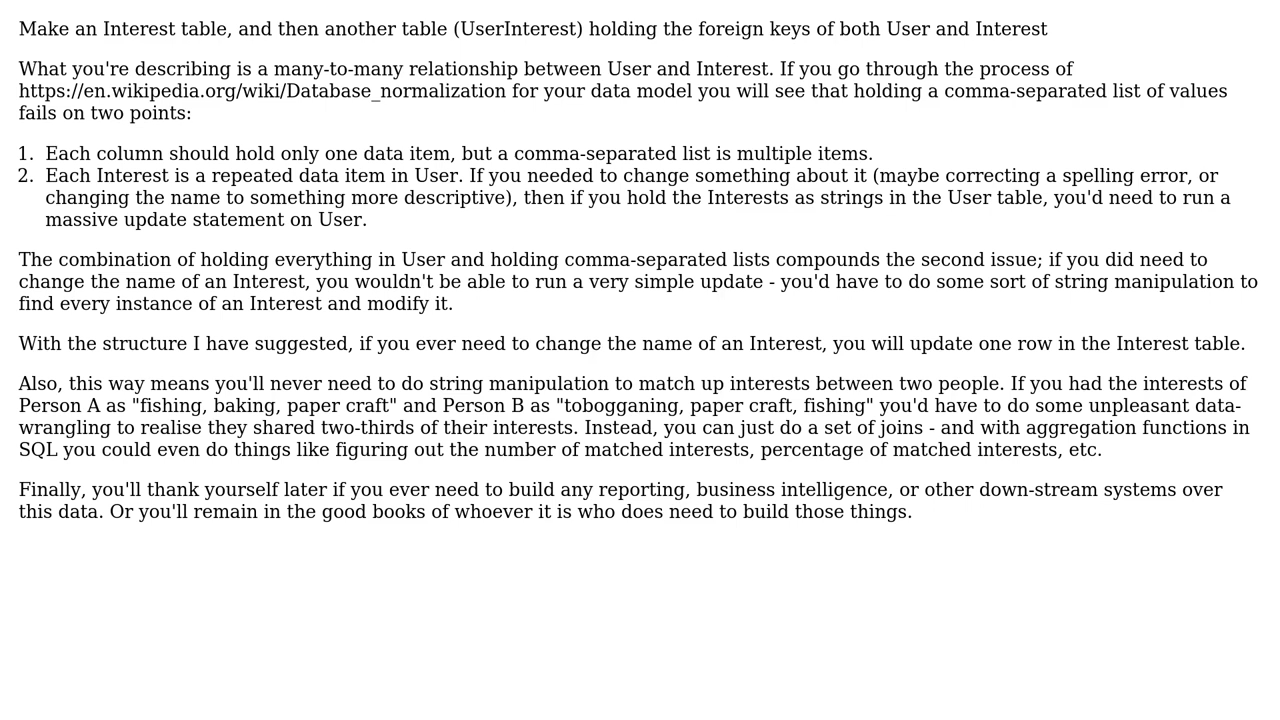 Make an Interest table, and then another table (UserInterest) holding the foreign keys of both User and Interest
What you're describing is a many-to-many relationship between User and Interest. If you go through the process of
https://en.wikipedia.org/wiki/Database_normalization for your data model you will see that holding a comma-separated list of values
fails on two points:
1. Each column should hold only one data item, but a comma-separated list is multiple items.
2. Each Interest is a repeated data item in User. If you needed to change something about it (maybe correcting a spelling error, or
changing the name to something more descriptive), then if you hold the Interests as strings in the User table, you'd need to run a
massive update statement on User.
The combination of holding everything in User and holding comma-separated lists compounds the second issue; if you did need to
change the name of an Interest, you wouldn't be able to run a very simple update - you'd have to do some sort of string manipulation to
find every instance of an Interest and modify it.
With the structure I have suggested, if you ever need to change the name of an Interest, you will update one row in the Interest table.
Also, this way means you'll never need to do string manipulation to match up interests between two people. If you had the interests of
Person A as "fishing, baking, paper craft" and Person B as "tobogganing, paper craft, fishing" you'd have to do some unpleasant data-
wrangling to realise they shared two-thirds of their interests. Instead, you can just do a set of joins - and with aggregation functions in
SQL you could even do things like figuring out the number of matched interests, percentage of matched interests, etc.
Finally, you'll thank yourself later if you ever need to build any reporting, business intelligence, or other down-stream systems over
this data. Or you'll remain in the good books of whoever it is who does need to build those things.